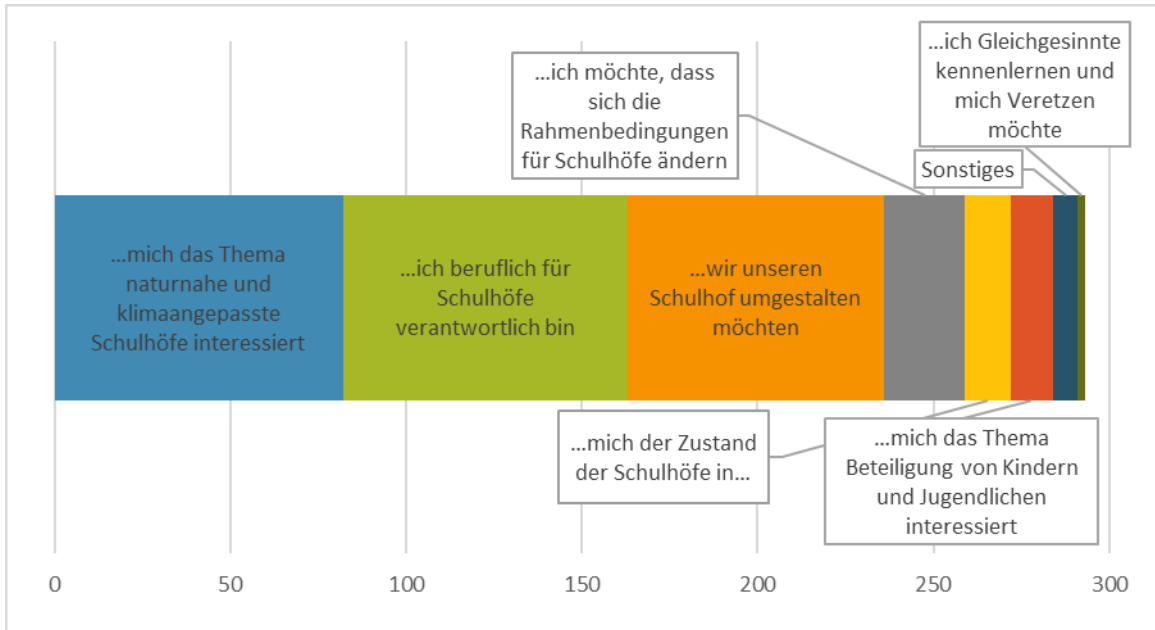 ...ich möchte, dass
sich die
Rahmenbedingungen
für Schulhöfe ändern
...ich Gleichgesinnte
kennenlernen und
mich Veretzen
möchte
Sonstiges
...mich das Thema
naturnahe und
klimaangepasste
Schulhöfe interessiert
...ich beruflich für
Schulhöfe
verantwortlich bin
...wir unseren
Schulhof umgestalten
möchten
...mich der Zustand
der Schulhöfe in...
...mich das Thema
Beteiligung von Kindern
und Jugendlichen
interessiert
0 50 100 150 200 250 300